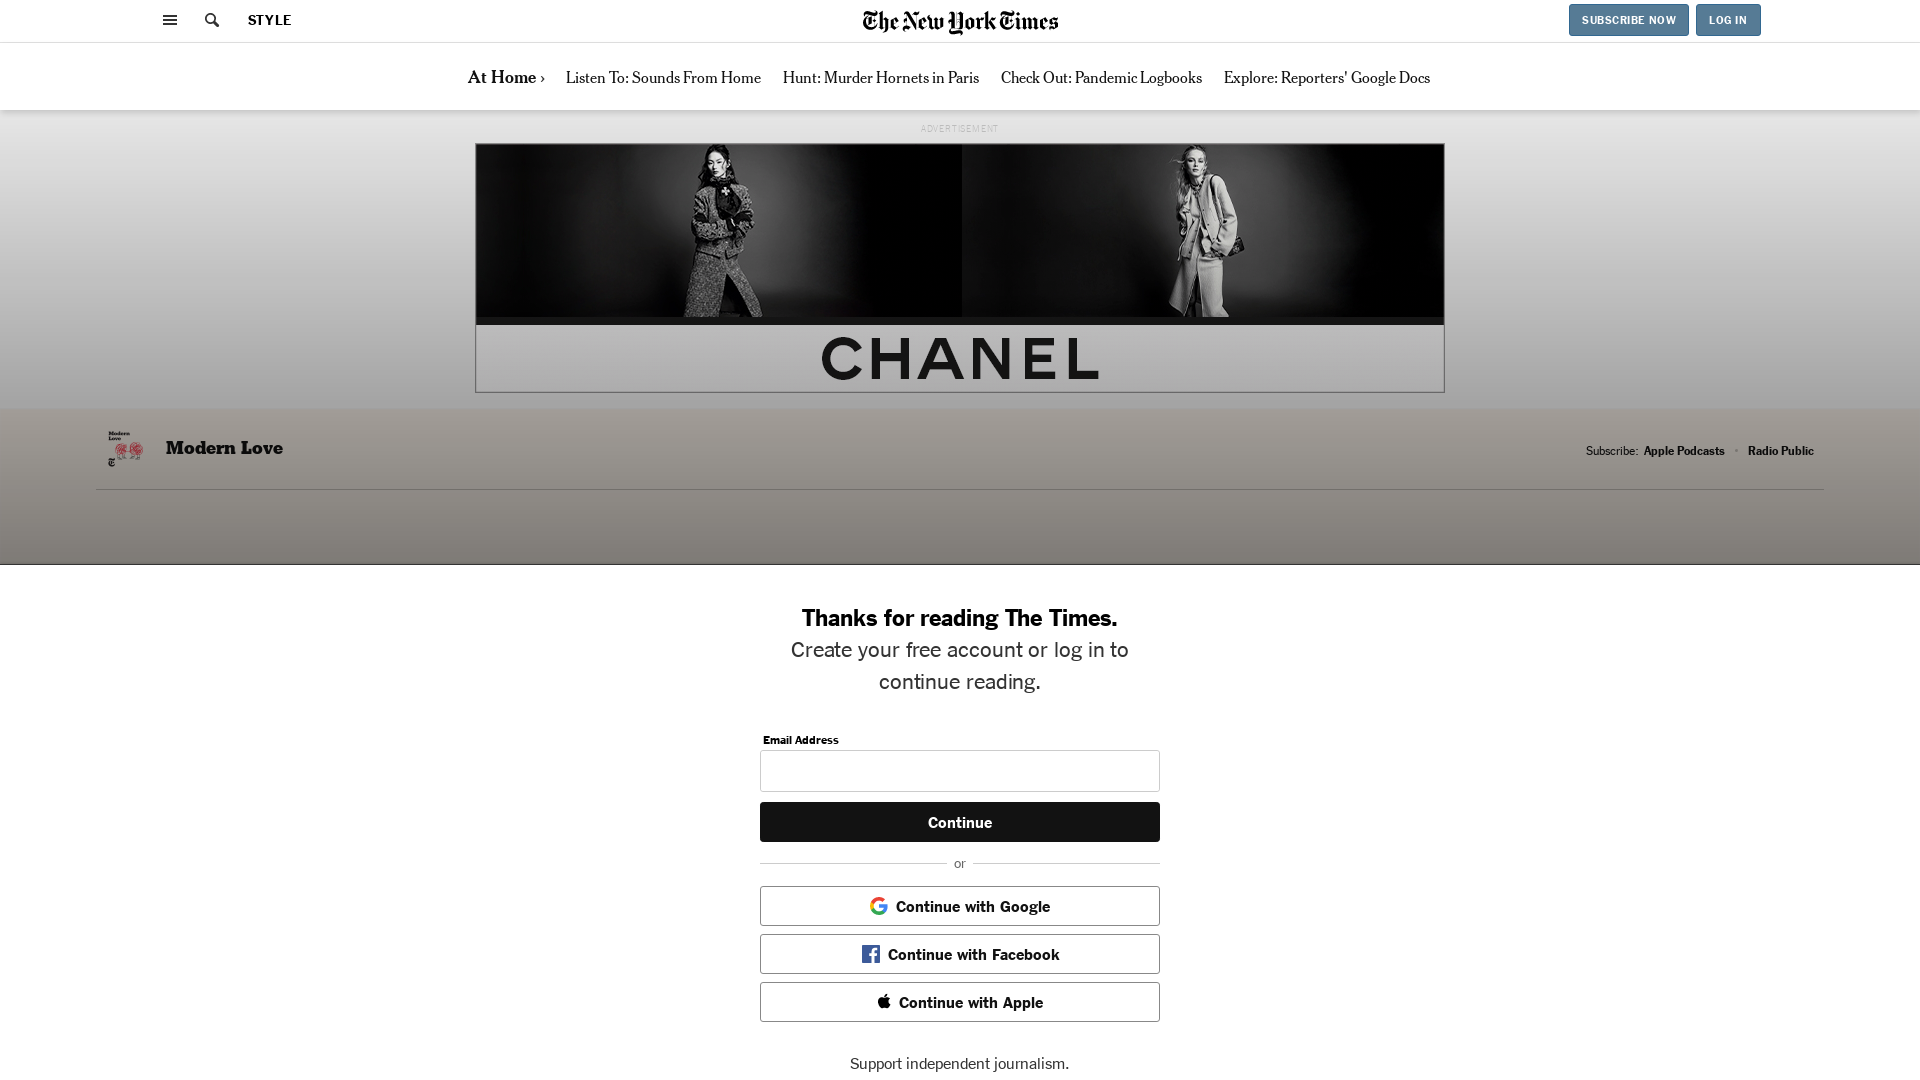 STYLE
The New York Times
SUBSCRIBE NOW
LOG IN
At Home ›
Listen To: Sounds From Home
Hunt: Murder Hornets in Paris
Check Out: Pandemic Logbooks
Explore: Reporters' Google Docs
ADVERTISEMENT
CHANEL
Modern
Love
Modern Love
Subscribe: Apple Podcasts • Radio Public
Thanks for reading The Times.
Create your free account or log in to
continue reading.
Email Address
Continue
or
Continue with Google
Continue with Facebook
Continue with Apple
Support independent journalism.